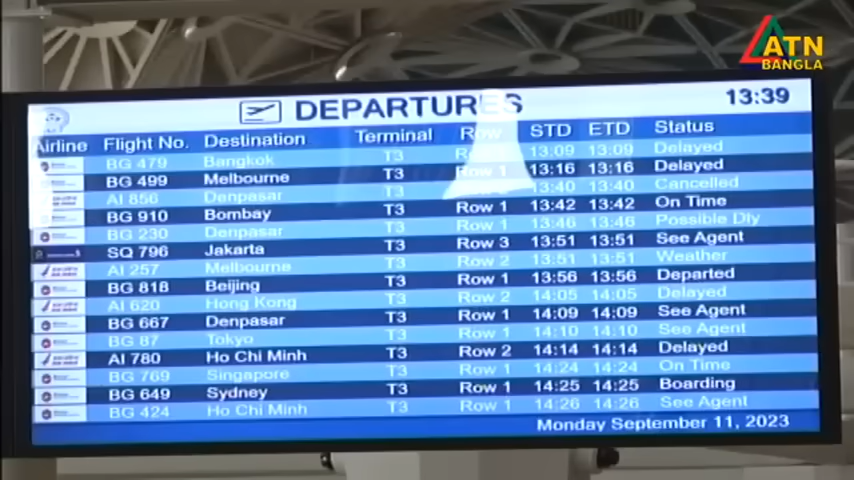 ATN
BANGLA
DEPARTURES 13:39
Airline Flight No. Destination Terminal Row STD ETD Status
BG 479 Bangkok T3 13:09 13:09 Delayed
BG 499 Melbourne T3 Row 1 13:16 13:16 Delayed
AI 856 Denpasar T3 13:40 13:40 Cancelled
BG 910 Bombay T3 Row 1 13:42 13:42 On Time
BG 230 Denpasar T3 Row 1 13:46 13:46 Possible Dly
SQ 796 Jakarta T3 Row 3 13:51 13:51 See Agent
AI 257 Melbourne T3 Row 2 13:51 13:51 Weather
BG 818 Beijing T3 Row 1 13:56 13:56 Departed
AI 620 Hong Kong T3 Row 2 14:05 14:05 Delayed
BG 667 Denpasar T3 Row 1 14:09 14:09 See Agent
BG 87 Tokyo T3 Row 1 14:10 14:10 See Agent
AI 780 Ho Chi Minh T3 Row 2 14:14 14:14 Delayed
BG 769 Singapore T3 Row 1 14:24 14:24 On Time
BG 649 Sydney T3 Row 1 14:25 14:25 Boarding
BG 424 Ho Chi Minh T3 Row 1 14:26 14:26 See Agent
Monday September 11, 2023